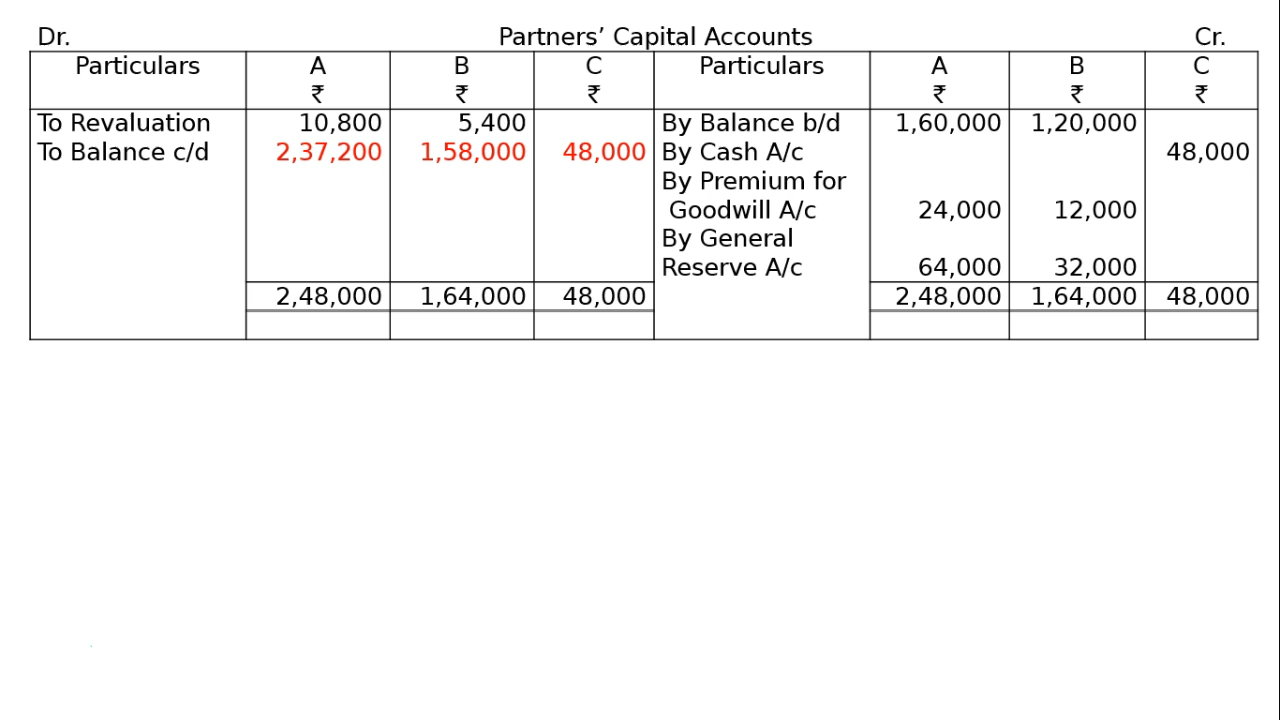 Dr. Partners’ Capital Accounts Cr.
Particulars A B C Particulars A B C
₹ ₹ ₹ ₹ ₹ ₹
To Revaluation 10,800 5,400 By Balance b/d 1,60,000 1,20,000
To Balance c/d 2,37,200 1,58,000 48,000 By Cash A/c 48,000
By Premium for
Goodwill A/c 24,000 12,000
By General
Reserve A/c 64,000 32,000
2,48,000 1,64,000 48,000 2,48,000 1,64,000 48,000